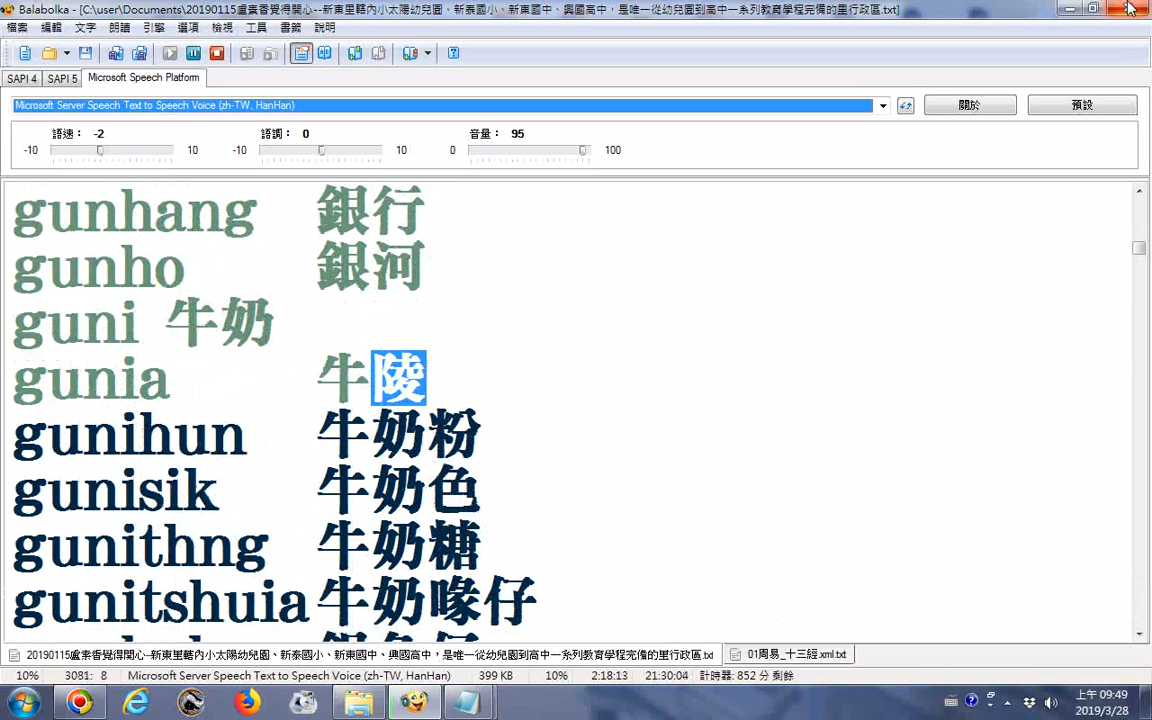 Balabolka - [C:\user\Documents\20190115盧素香覺得開心--新東里轄內小太陽幼兒園、新泰國小、新東國中、興國高中，是唯一從幼兒園到高中一系列教育學程完備的里行政區.txt]
檔案 編輯 文字 朗讀 引擎 選項 檢視 工具 書籤 說明
SAPI 4 SAPI 5 Microsoft Speech Platform
Microsoft Server Speech Text to Speech Voice (zh-TW, HanHan) 關於 預設
語速： -2 語調： 0 音量： 95
-10 10 -10 10 0 100
gunhang 銀行
gunho 銀河
guni 牛奶
gunia 牛陵
gunihun 牛奶粉
gunisik 牛奶色
gunithng 牛奶糖
gunitshuia 牛奶喙仔
20190115盧素香覺得開心--新東里轄內小太陽幼兒園、新泰國小、新東國中、興國高中，是唯一從幼兒園到高中一系列教育學程完備的里行政區.txt 01周易_十三經.xml.txt
10% 3081: 8 Microsoft Server Speech Text to Speech Voice (zh-TW, HanHan) 399 KB 10% 2:18:13 21:30:04 計時器: 852 分 剩餘
上午 09:49
2019/3/28